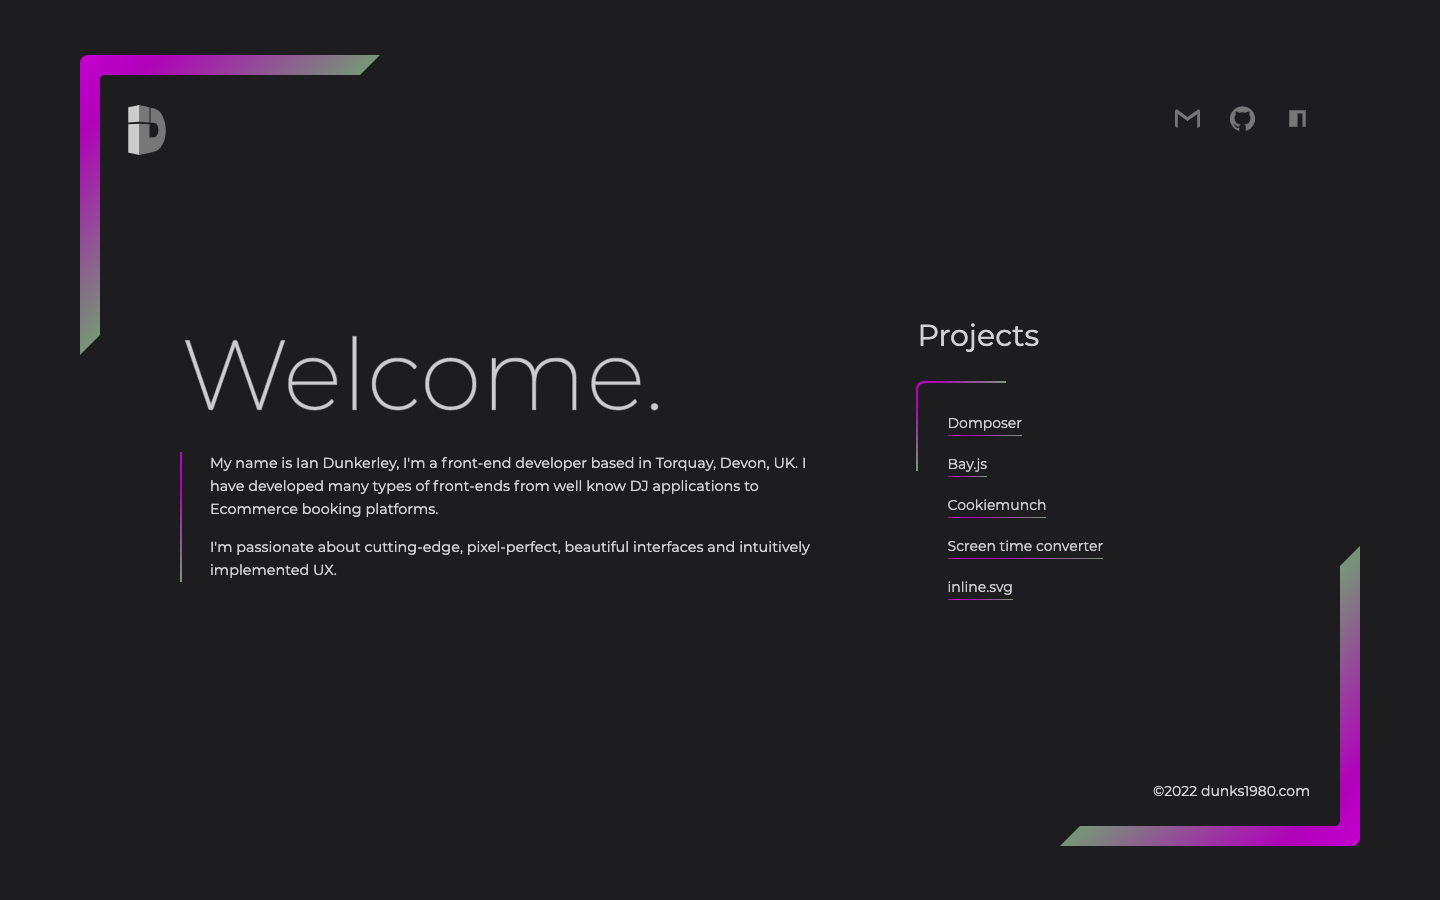 Welcome.
My name is Ian Dunkerley, I'm a front-end developer based in Torquay, Devon, UK. I
have developed many types of front-ends from well know DJ applications to
Ecommerce booking platforms.
I'm passionate about cutting-edge, pixel-perfect, beautiful interfaces and intuitively
implemented UX.
Projects
Domposer
Bay.js
Cookiemunch
Screen time converter
inline.svg
©2022 dunks1980.com